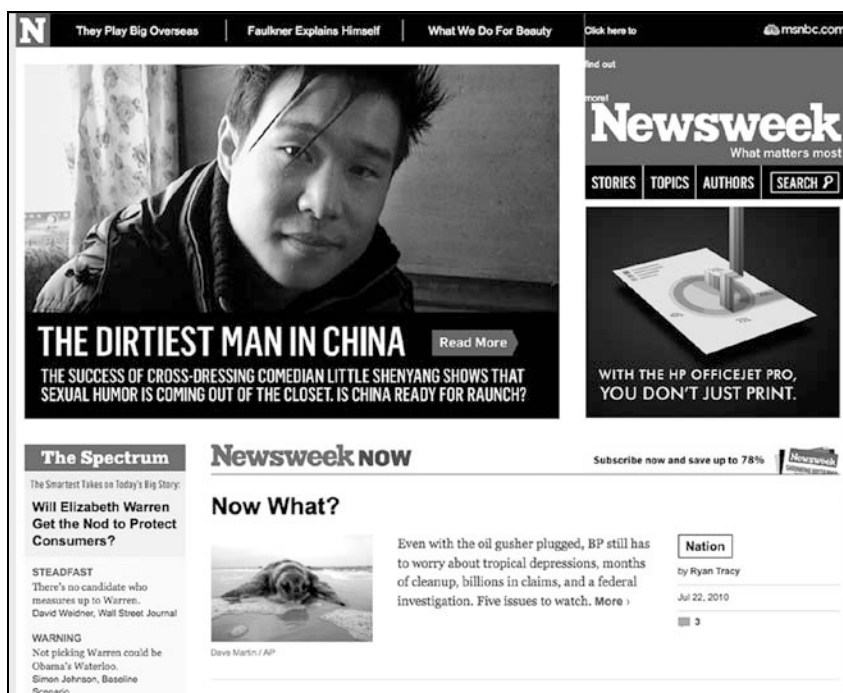 N
They Play Big Overseas
Faulkner Explains Himself
What We Do For Beauty
Click here to
find out
more!
msnbc.com
Newsweek
What matters most
STORIES
TOPICS
AUTHORS
SEARCH
THE DIRTIEST MAN IN CHINA
Read More
THE SUCCESS OF CROSS-DRESSING COMEDIAN LITTLE SHENYANG SHOWS THAT
SEXUAL HUMOR IS COMING OUT OF THE CLOSET. IS CHINA READY FOR RAUNCH?
WITH THE HP OFFICEJET PRO,
YOU DON'T JUST PRINT.
The Spectrum
The Smartest Takes on Today's Big Story:
Will Elizabeth Warren
Get the Nod to Protect
Consumers?
STEADFAST
There's no candidate who
measures up to Warren.
David Weidner, Wall Street Journal
WARNING
Not picking Warren could be
Obama's Waterloo.
Simon Johnson, Baseline
Scenario
Newsweek NOW
Subscribe now and save up to 78%
Newsweek
Now What?
Even with the oil gusher plugged, BP still has
to worry about tropical depressions, months
of cleanup, billions in claims, and a federal
investigation. Five issues to watch. More ›
Dave Martin / AP
Nation
by Ryan Tracy
Jul 22, 2010
3